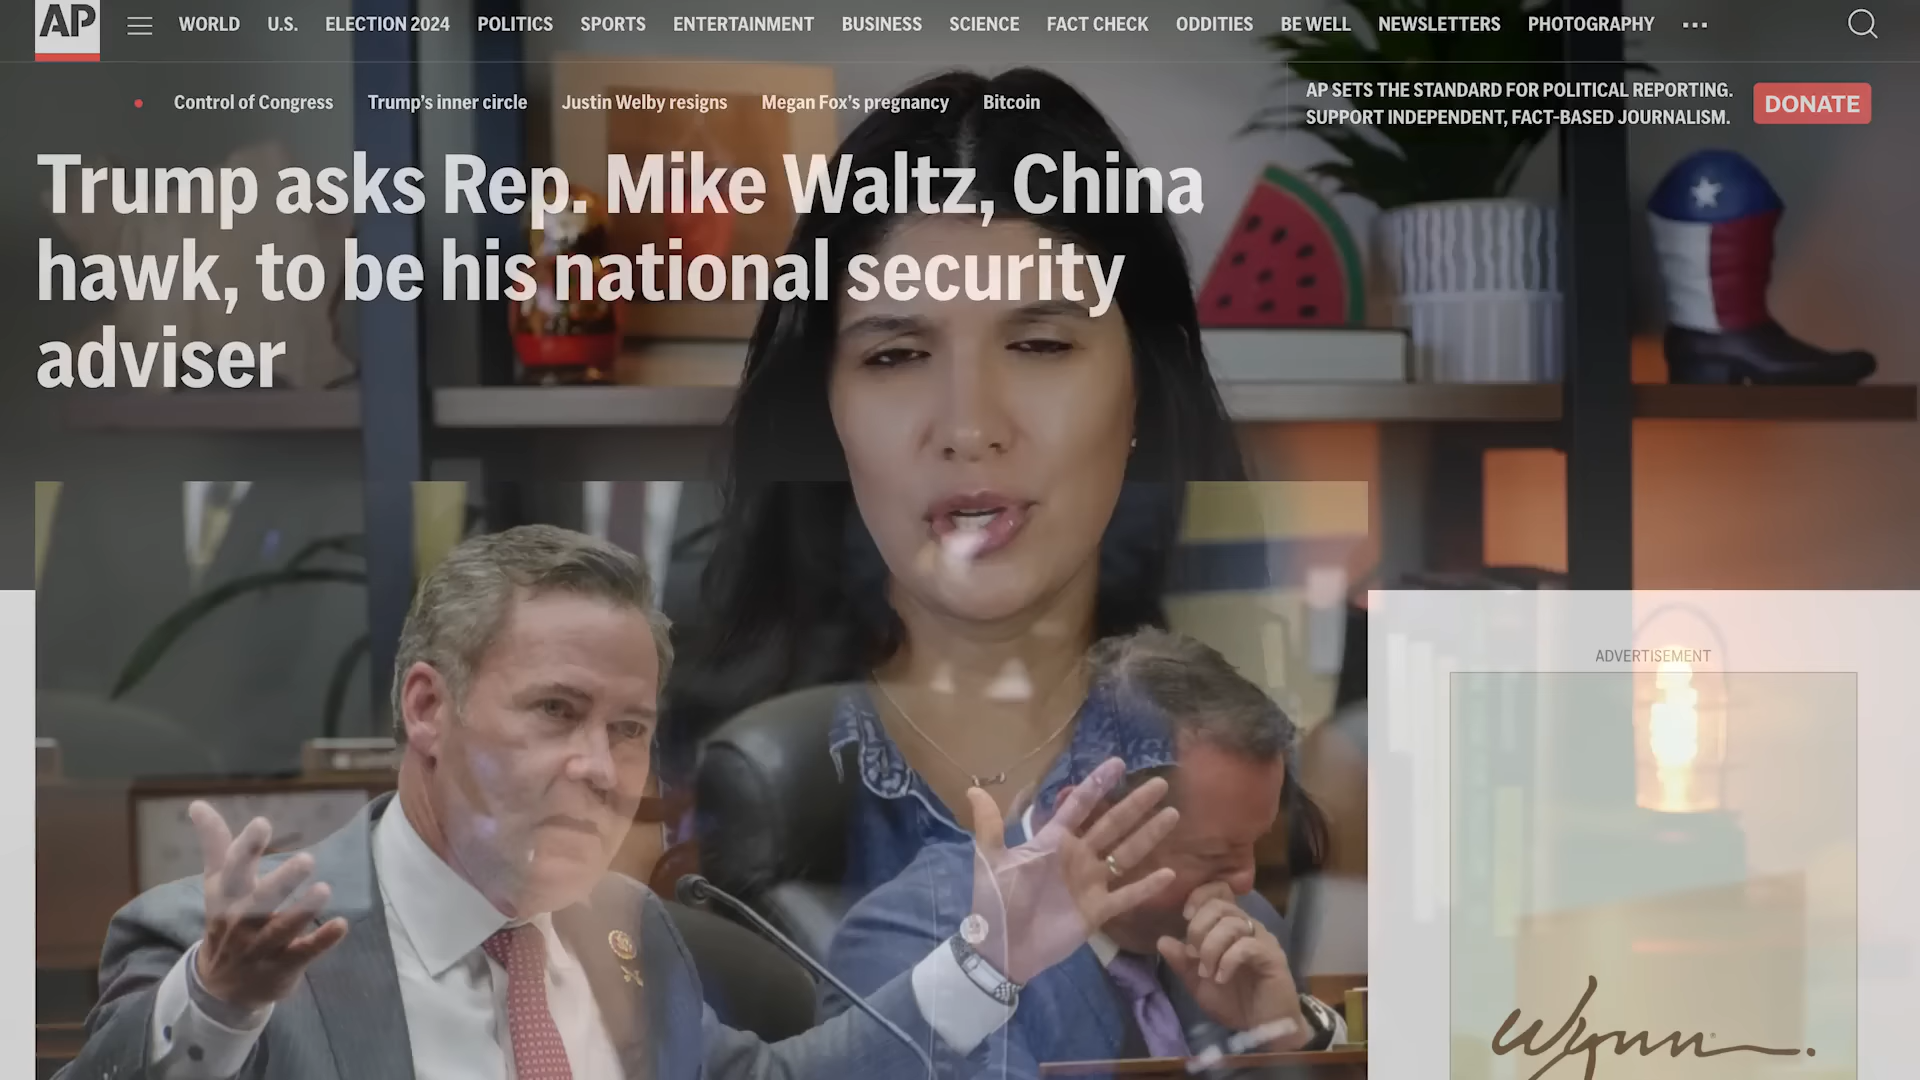 AP
WORLD U.S. ELECTION 2024 POLITICS SPORTS ENTERTAINMENT BUSINESS SCIENCE FACT CHECK ODDITIES BE WELL NEWSLETTERS PHOTOGRAPHY ...
Control of Congress Trump's inner circle Justin Welby resigns Megan Fox's pregnancy Bitcoin
AP SETS THE STANDARD FOR POLITICAL REPORTING.
SUPPORT INDEPENDENT, FACT-BASED JOURNALISM.
DONATE
Trump asks Rep. Mike Waltz, China
hawk, to be his national security
adviser
ADVERTISEMENT
Wynn